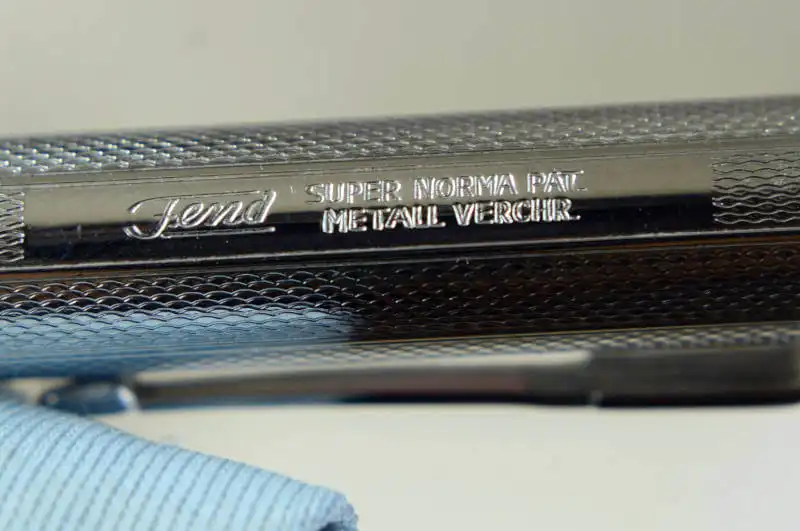 Fend
SUPER NORMA PAT.
METALL VERCHR.